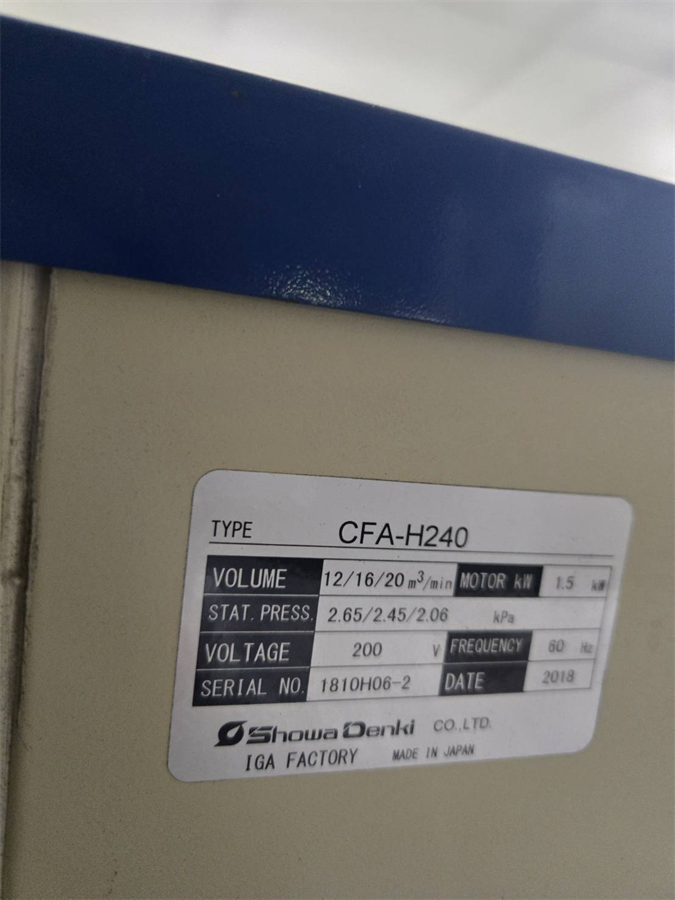 TYPE CFA-H240
VOLUME 12/16/20 m³/min MOTOR kW 1.5 kW
STAT. PRESS. 2.65/2.45/2.06 kPa
VOLTAGE 200 V FREQUENCY 60 Hz
SERIAL NO. 1810H06-2 DATE 2018
Showa Denki CO.,LTD.
IGA FACTORY MADE IN JAPAN